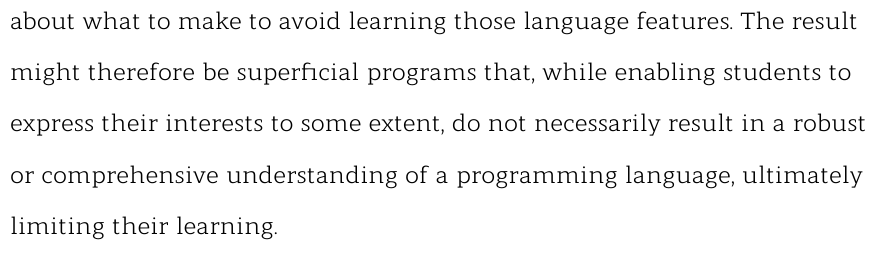 about what to make to avoid learning those language features. The result
might therefore be superficial programs that, while enabling students to
express their interests to some extent, do not necessarily result in a robust
or comprehensive understanding of a programming language, ultimately
limiting their learning.